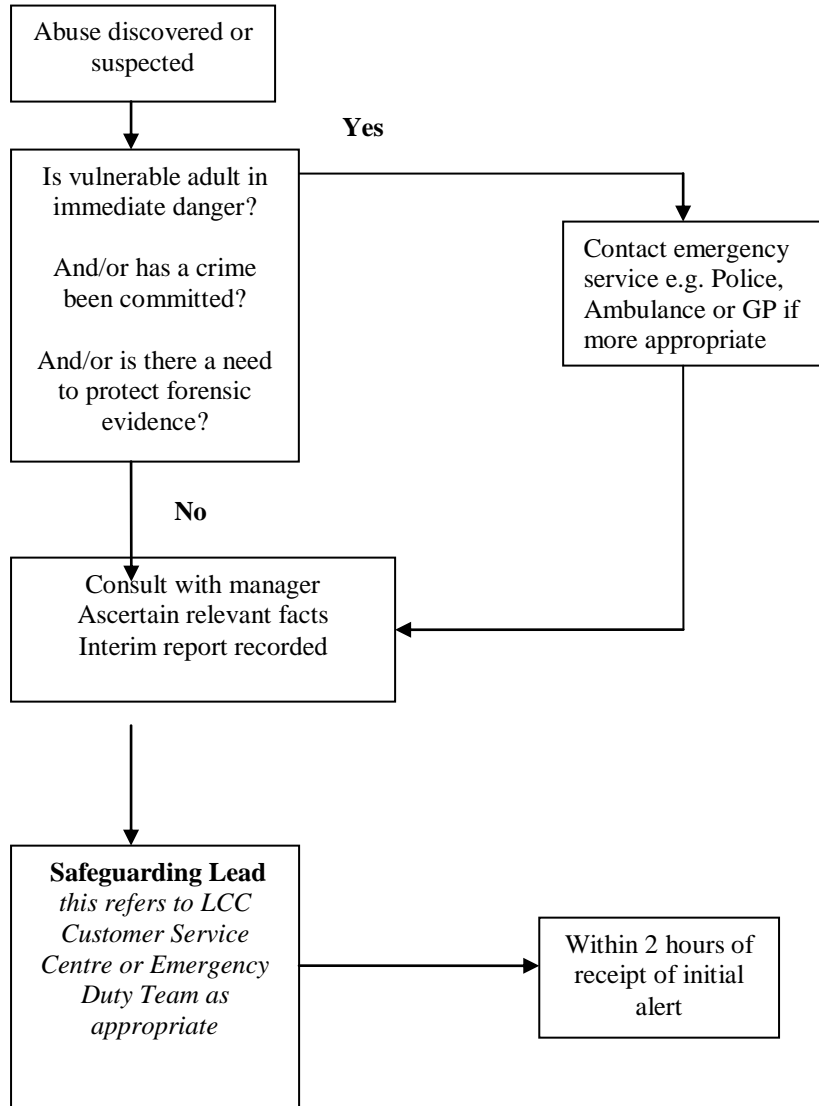 Abuse discovered or
suspected
Yes
Is vulnerable adult in
immediate danger?
And/or has a crime
been committed?
And/or is there a need
to protect forensic
evidence?
Contact emergency
service e.g. Police,
Ambulance or GP if
more appropriate
No
Consult with manager
Ascertain relevant facts
Interim report recorded
Safeguarding Lead
this refers to LCC
Customer Service
Centre or Emergency
Duty Team as
appropriate
Within 2 hours of
receipt of initial
alert